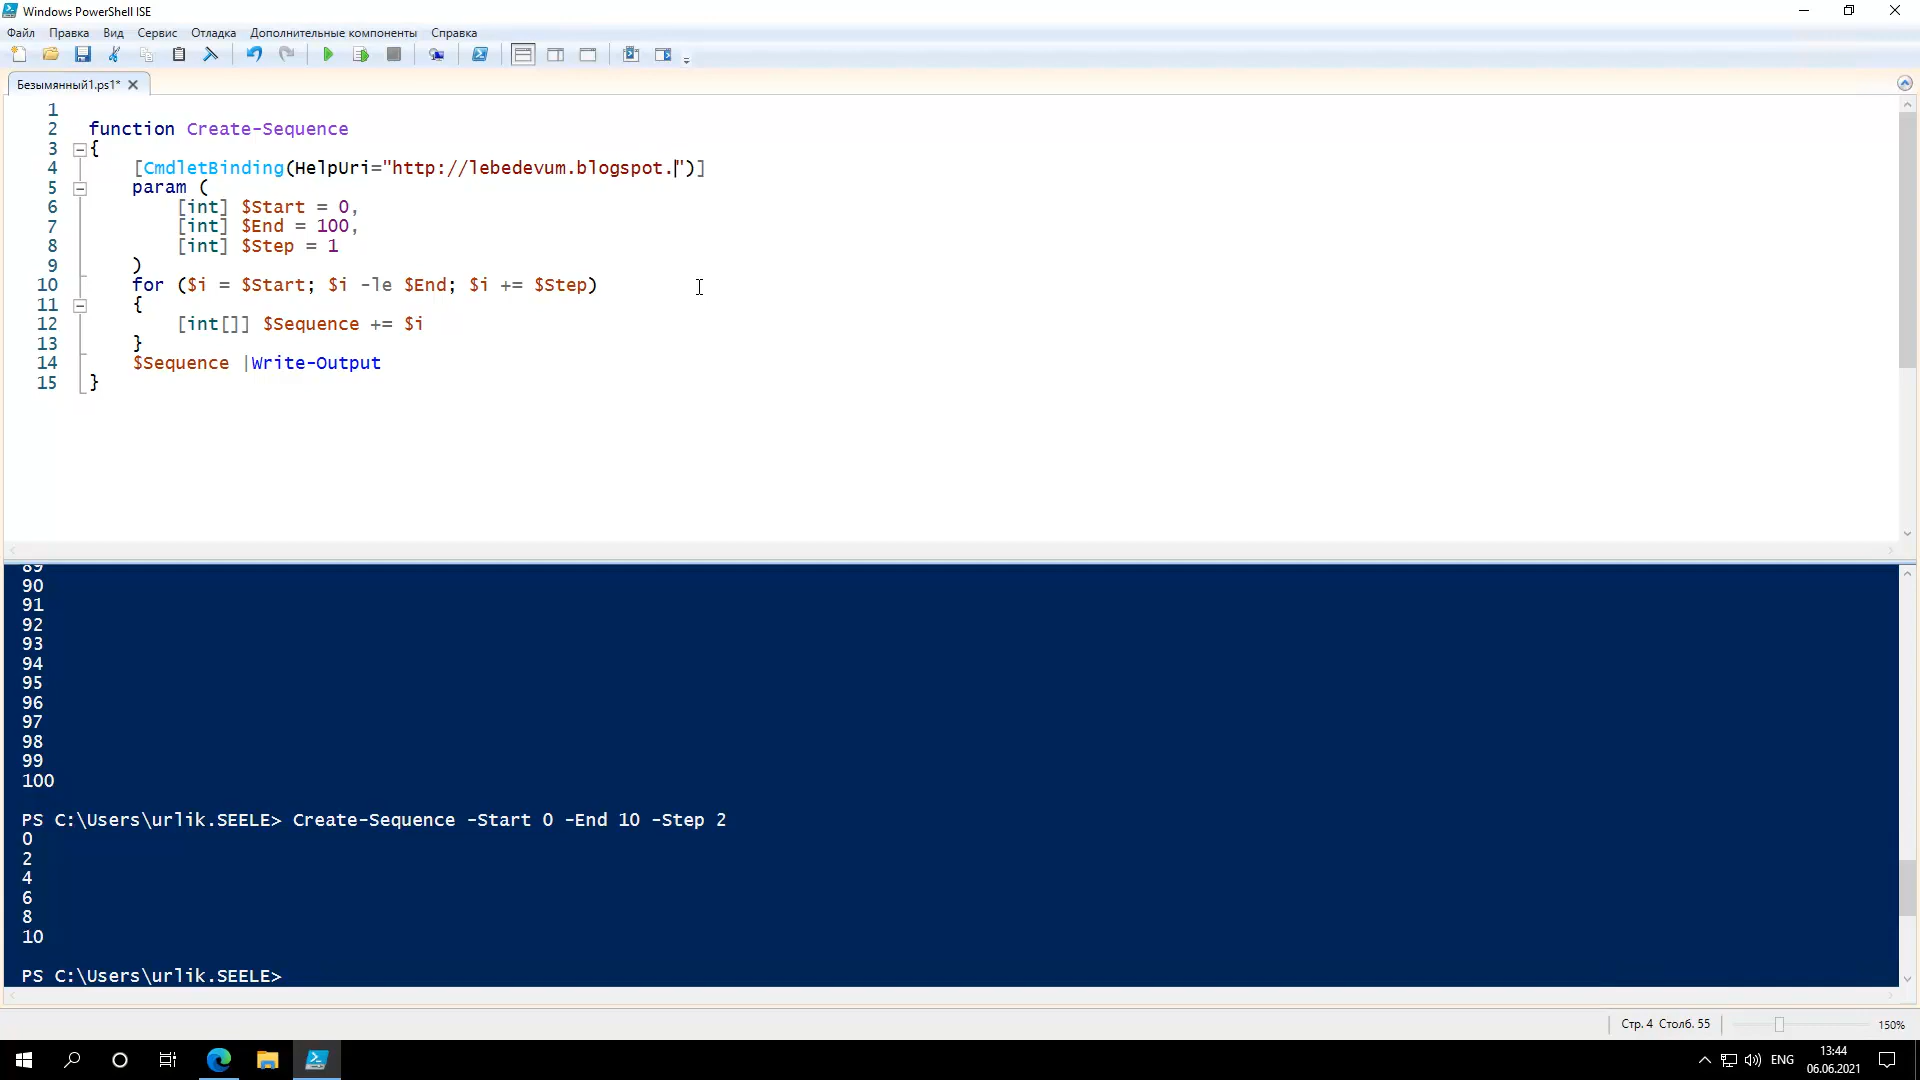 Windows PowerShell ISE
Файл Правка Вид Сервис Отладка Дополнительные компоненты Справка
Безымянный1.ps1*
1
2 function Create-Sequence
3 {
4 [CmdletBinding(HelpUri="http://lebedevum.blogspot.")]
5 param (
6 [int] $Start = 0,
7 [int] $End = 100,
8 [int] $Step = 1
9 )
10 for ($i = $Start; $i -le $End; $i += $Step)
11 {
12 [int[]] $Sequence += $i
13 }
14 $Sequence |Write-Output
15 }
89
90
91
92
93
94
95
96
97
98
99
100
PS C:\Users\urlik.SEELE> Create-Sequence -Start 0 -End 10 -Step 2
0
2
4
6
8
10
PS C:\Users\urlik.SEELE>
Стр. 4 Столб. 55 150%
ENG 13:44
06.06.2021